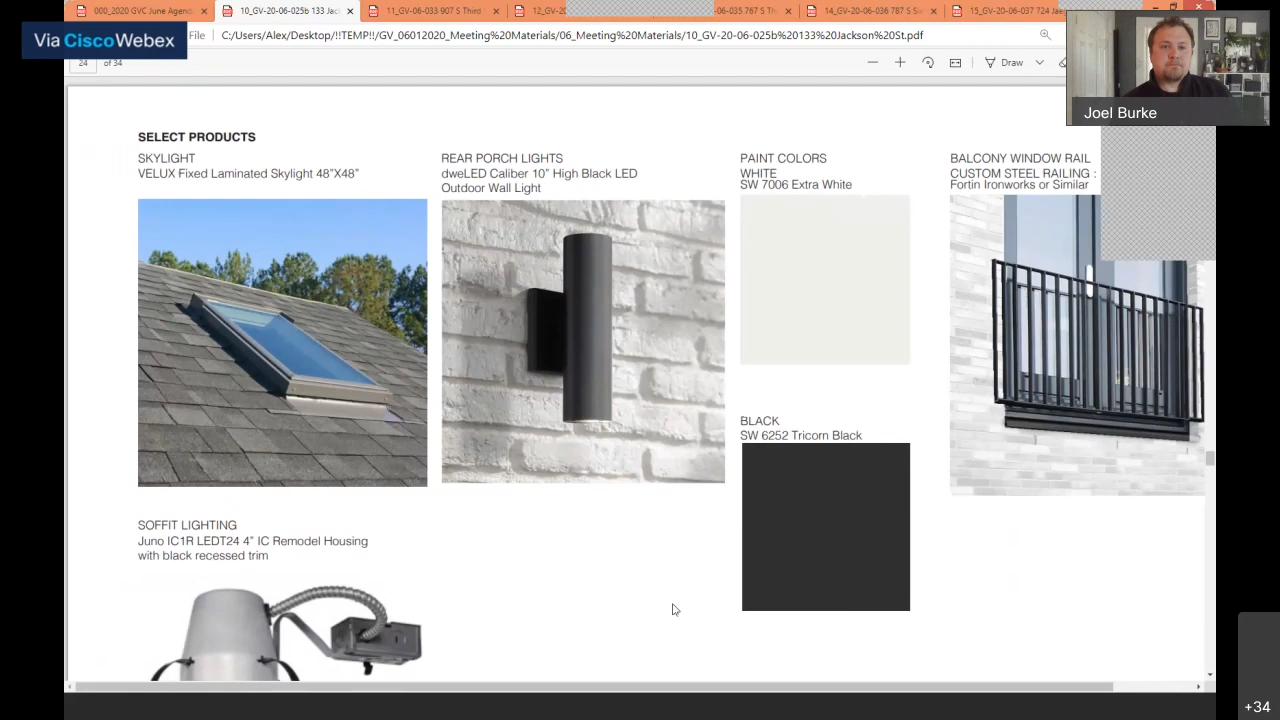 000_2020 GVC June Agenda
10_GV-20-06-025b 133 Jack
11_GV-06-033 907 S Third
12_GV-20
-06-035 767 S Th
14_GV-20-06-036 787 S S
15_GV-20-06-037 724 Jae
Via CiscoWebex
File
C:/Users/Alex/Desktop/!!TEMP!!/GV_06012020_Meeting%20Materials/06_Meeting%20Materials/10_GV-20-06-025b%20133%20Jackson%20St.pdf
24 of 34
Draw
Joel Burke
SELECT PRODUCTS
SKYLIGHT
VELUX Fixed Laminated Skylight 48"X48"
REAR PORCH LIGHTS
dweLED Caliber 10" High Black LED
Outdoor Wall Light
PAINT COLORS
WHITE
SW 7006 Extra White
BALCONY WINDOW RAIL
CUSTOM STEEL RAILING :
Fortin Ironworks or Similar
BLACK
SW 6252 Tricorn Black
SOFFIT LIGHTING
Juno IC1R LEDT24 4" IC Remodel Housing
with black recessed trim
+34